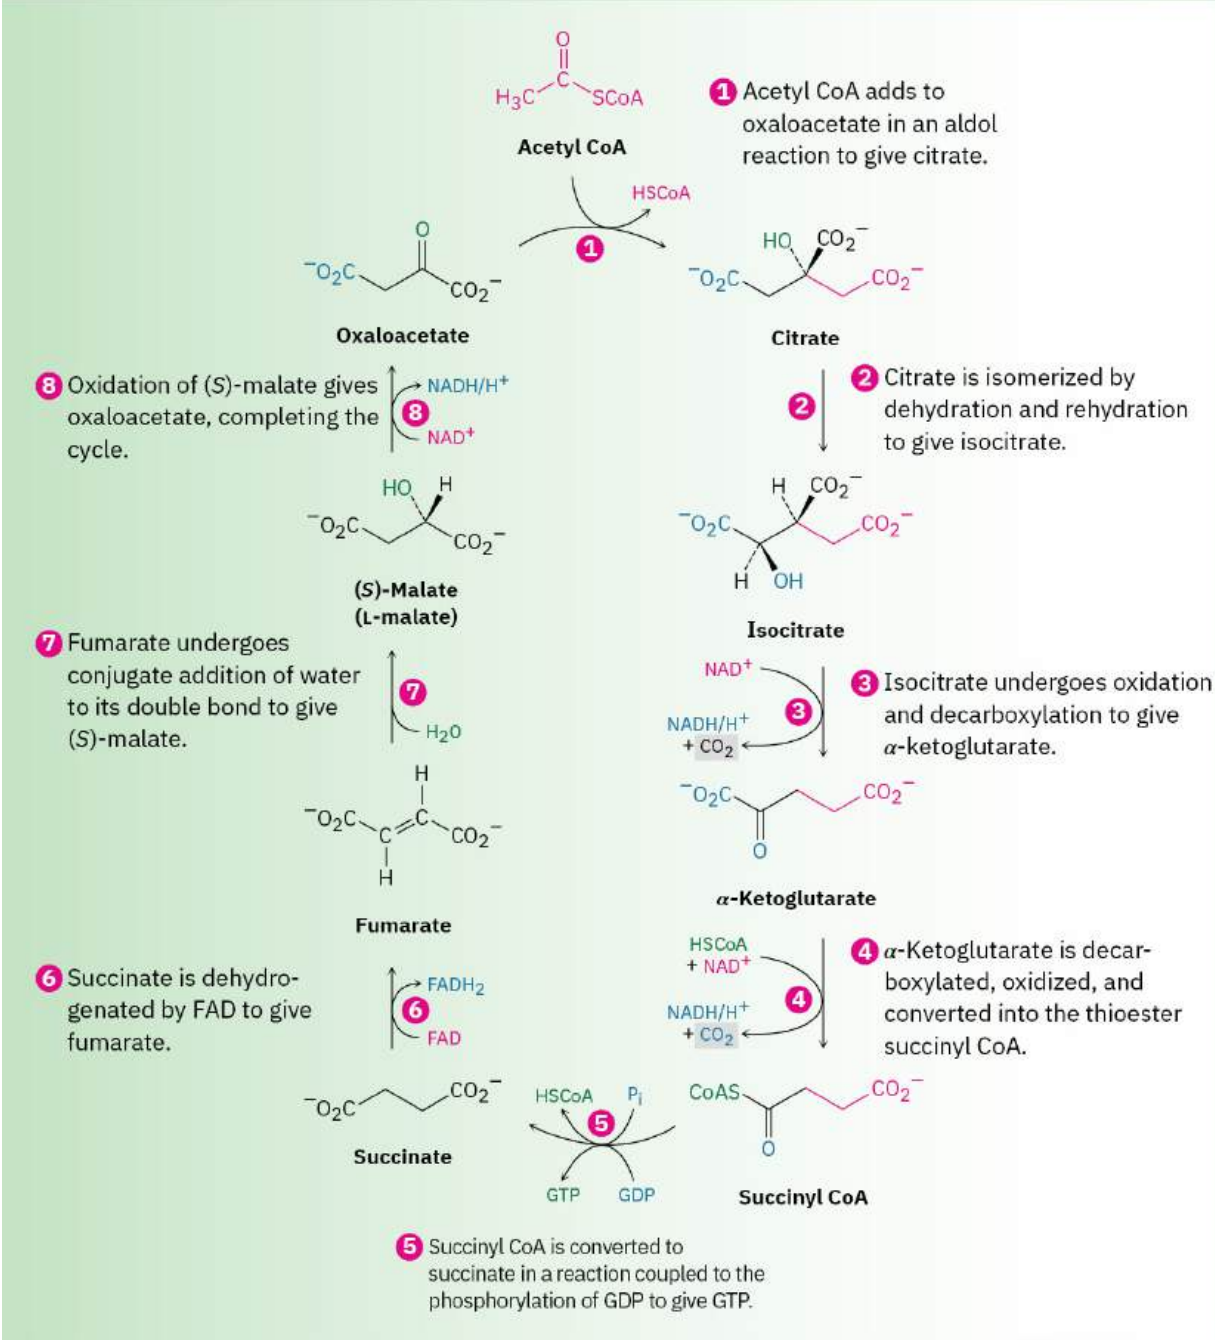 O
C
H₃C SCoA
Acetyl CoA
1 Acetyl CoA adds to
oxaloacetate in an aldol
reaction to give citrate.
HSCoA
1
O
⁻O₂C CO₂⁻
Oxaloacetate
HO CO₂⁻
⁻O₂C CO₂⁻
Citrate
8 Oxidation of (S)-malate gives
oxaloacetate, completing the
cycle.
NADH/H⁺
8
NAD⁺
2
2 Citrate is isomerized by
dehydration and rehydration
to give isocitrate.
HO H
⁻O₂C CO₂⁻
(S)-Malate
(L-malate)
H CO₂⁻
⁻O₂C CO₂⁻
H OH
Isocitrate
7 Fumarate undergoes
conjugate addition of water
to its double bond to give
(S)-malate.
7
H₂O
NAD⁺
3
NADH/H⁺
+ CO₂
3 Isocitrate undergoes oxidation
and decarboxylation to give
α-ketoglutarate.
H
⁻O₂C C
C CO₂⁻
H
Fumarate
⁻O₂C CO₂⁻
O
α-Ketoglutarate
6 Succinate is dehydro-
genated by FAD to give
fumarate.
FADH₂
6
FAD
HSCoA
+ NAD⁺
4
NADH/H⁺
+ CO₂
4 α-Ketoglutarate is decar-
boxylated, oxidized, and
converted into the thioester
succinyl CoA.
CO₂⁻
⁻O₂C
Succinate
HSCoA Pᵢ
5
GTP GDP
CoAS CO₂⁻
O
Succinyl CoA
5 Succinyl CoA is converted to
succinate in a reaction coupled to the
phosphorylation of GDP to give GTP.